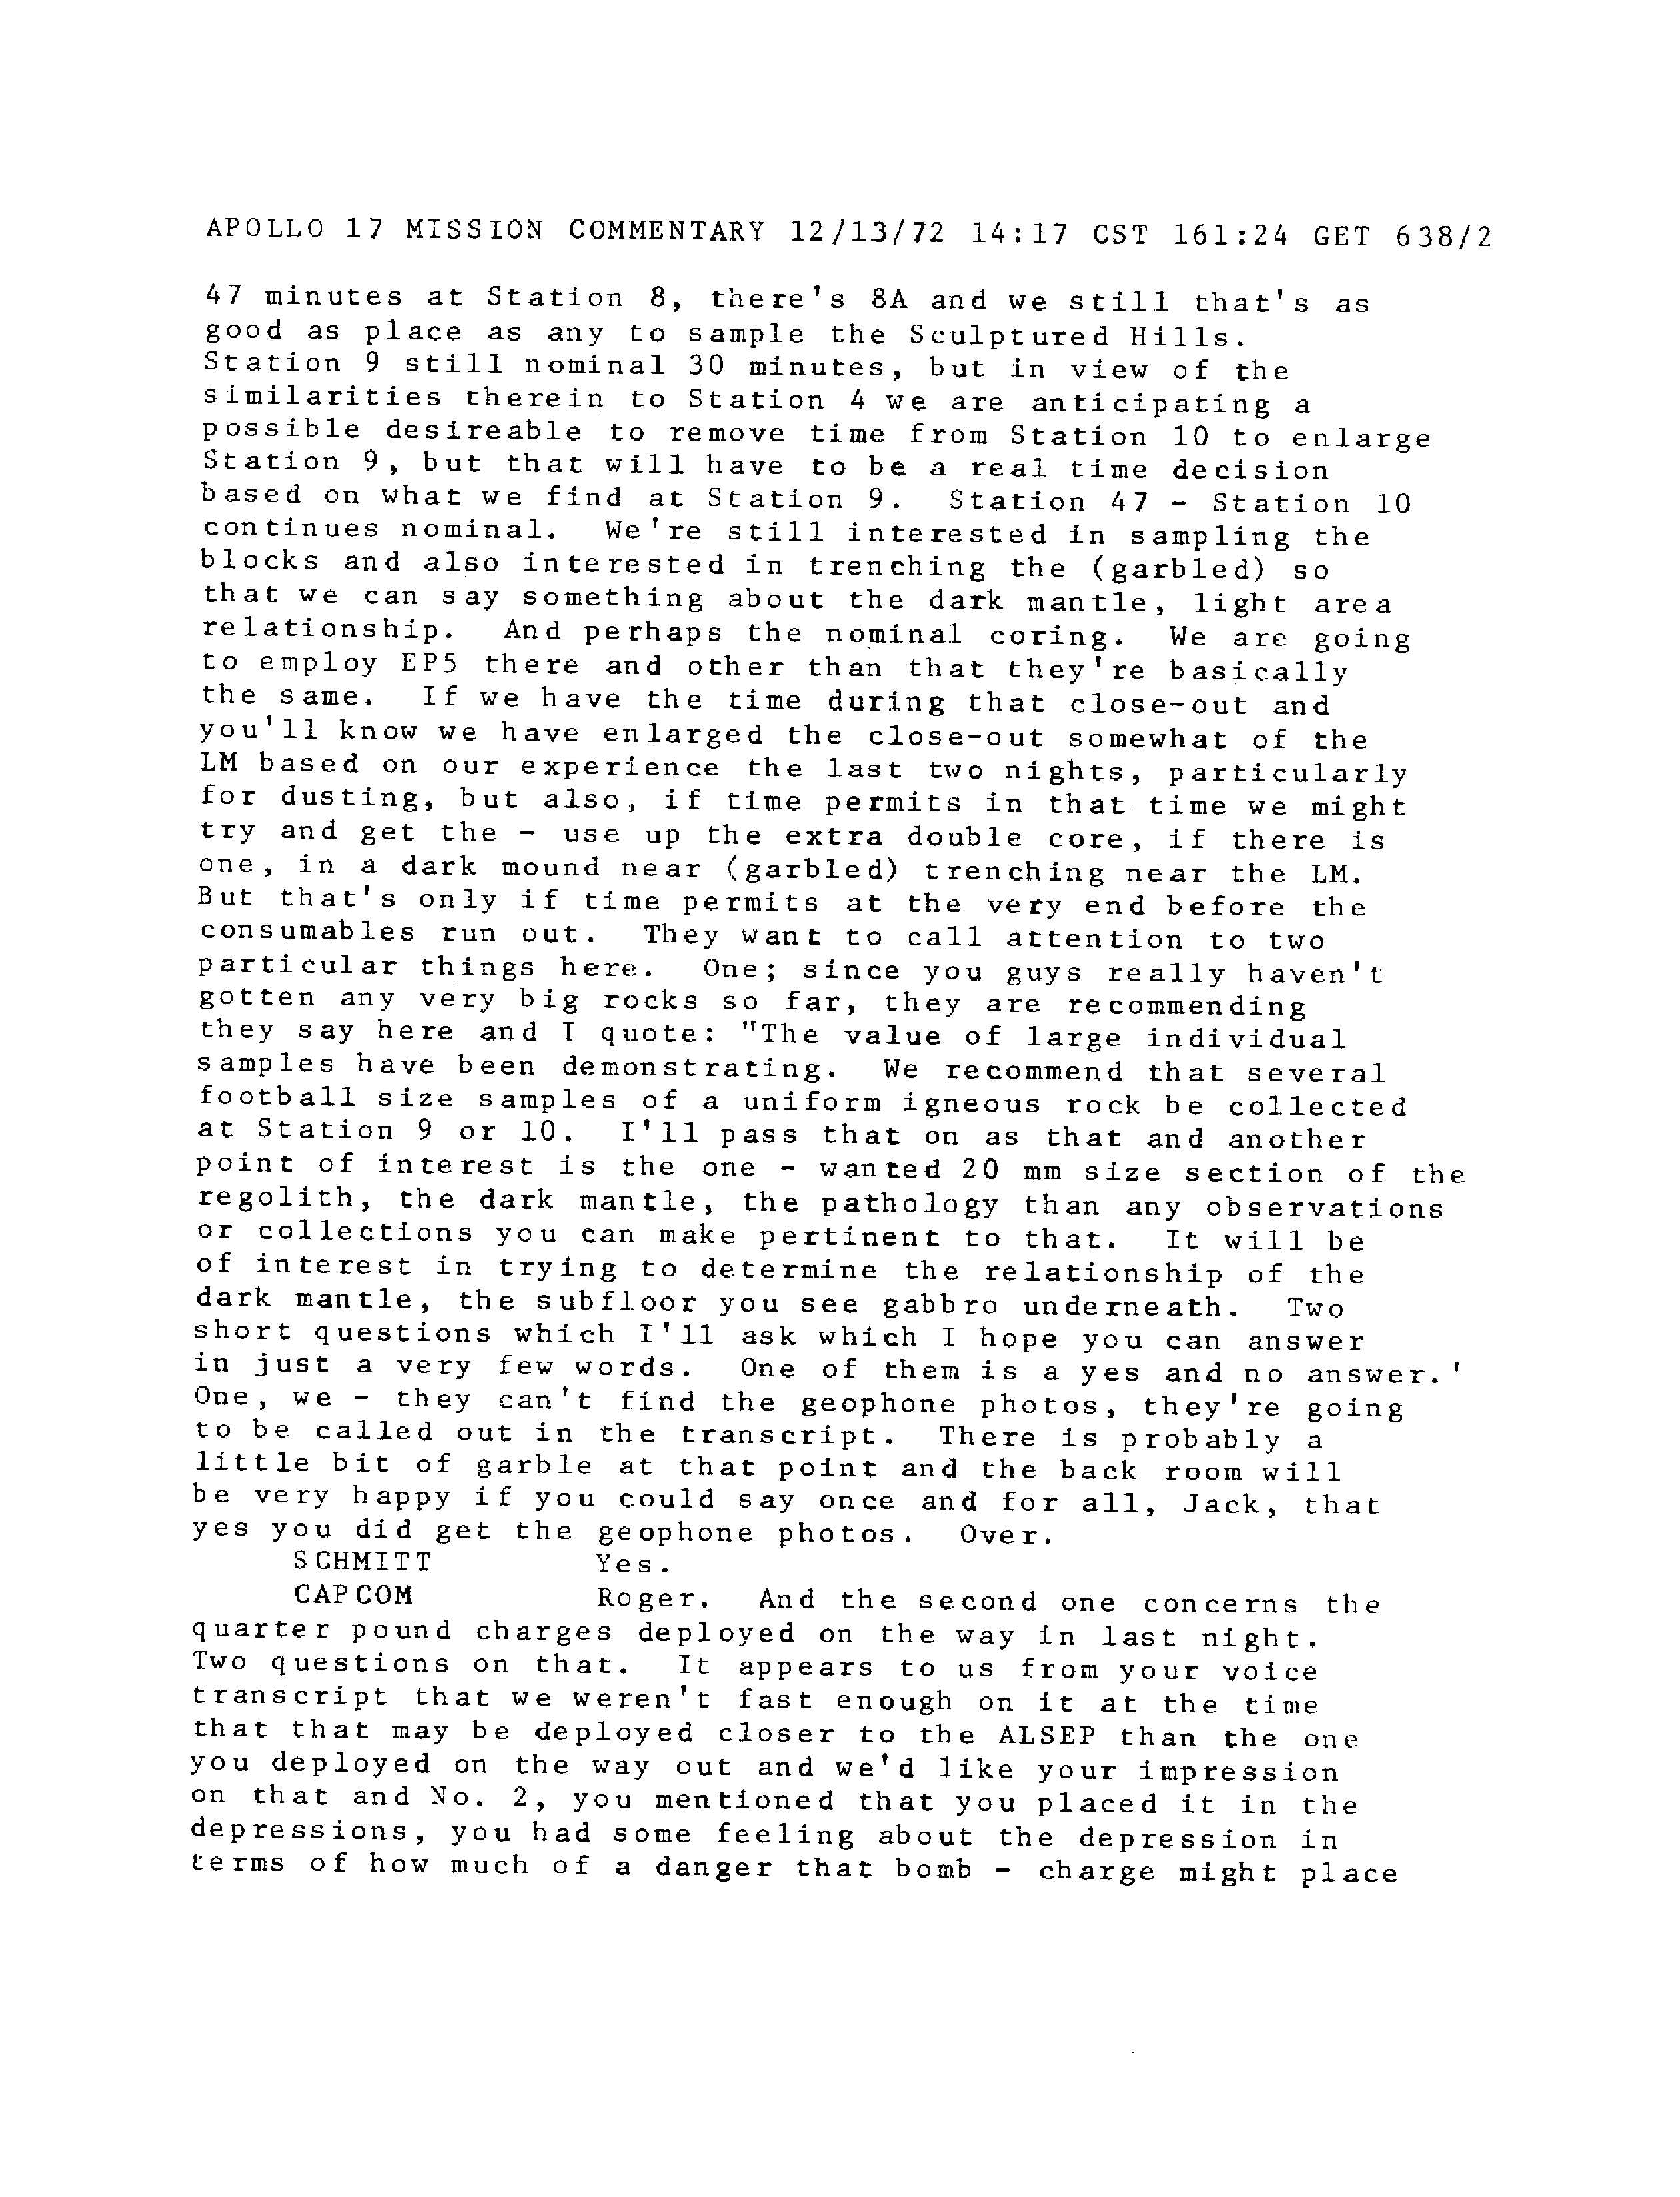 APOLLO 17 MISSION COMMENTARY 12/13/72 14:17 CST 161:24 GET 638/2
47 minutes at Station 8, there's 8A and we still that's as
good as place as any to sample the Sculptured Hills.
Station 9 still nominal 30 minutes, but in view of the
similarities therein to Station 4 we are anticipating a
possible desireable to remove time from Station 10 to enlarge
Station 9, but that will have to be a real time decision
based on what we find at Station 9. Station 47 - Station 10
continues nominal. We're still interested in sampling the
blocks and also interested in trenching the (garbled) so
that we can say something about the dark mantle, light area
relationship. And perhaps the nominal coring. We are going
to employ EP5 there and other than that they're basically
the same. If we have the time during that close-out and
you'll know we have enlarged the close-out somewhat of the
LM based on our experience the last two nights, particularly
for dusting, but also, if time permits in that time we might
try and get the - use up the extra double core, if there is
one, in a dark mound near (garbled) trenching near the LM.
But that's only if time permits at the very end before the
consumables run out. They want to call attention to two
particular things here. One; since you guys really haven't
gotten any very big rocks so far, they are recommending
they say here and I quote: "The value of large individual
samples have been demonstrating. We recommend that several
football size samples of a uniform igneous rock be collected
at Station 9 or 10. I'll pass that on as that and another
point of interest is the one - wanted 20 mm size section of the
regolith, the dark mantle, the pathology than any observations
or collections you can make pertinent to that. It will be
of interest in trying to determine the relationship of the
dark mantle, the subfloor you see gabbro underneath. Two
short questions which I'll ask which I hope you can answer
in just a very few words. One of them is a yes and no answer.'
One, we - they can't find the geophone photos, they're going
to be called out in the transcript. There is probably a
little bit of garble at that point and the back room will
be very happy if you could say once and for all, Jack, that
yes you did get the geophone photos. Over.
SCHMITT Yes.
CAPCOM Roger. And the second one concerns the
quarter pound charges deployed on the way in last night.
Two questions on that. It appears to us from your voice
transcript that we weren't fast enough on it at the time
that that may be deployed closer to the ALSEP than the one
you deployed on the way out and we'd like your impression
on that and No. 2, you mentioned that you placed it in the
depressions, you had some feeling about the depression in
terms of how much of a danger that bomb - charge might place